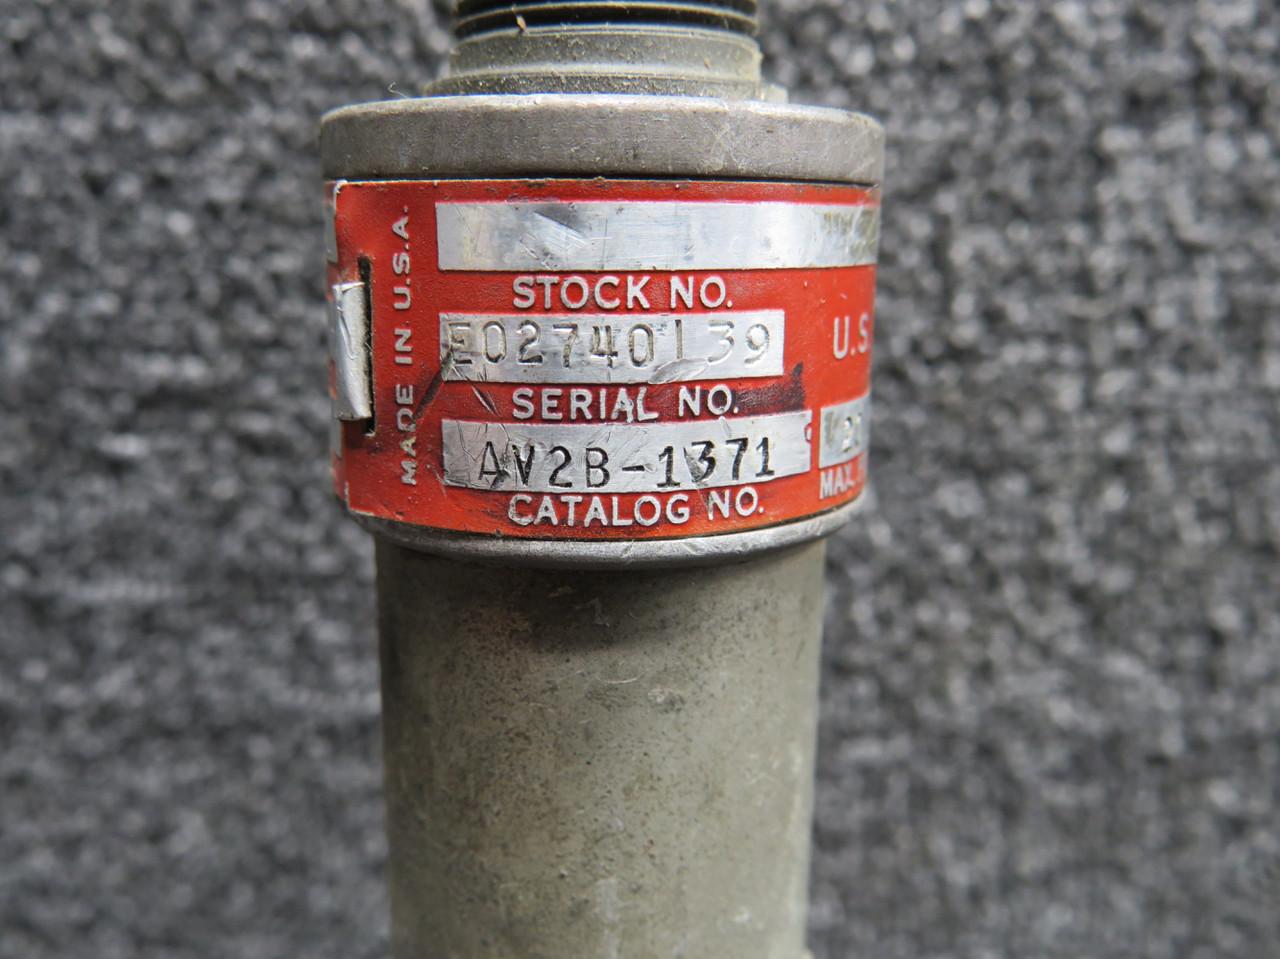 MADE IN U.S.A.
STOCK NO.
E02740139
SERIAL NO.
AV2B-1371
CATALOG NO.
U.S.
MAX.